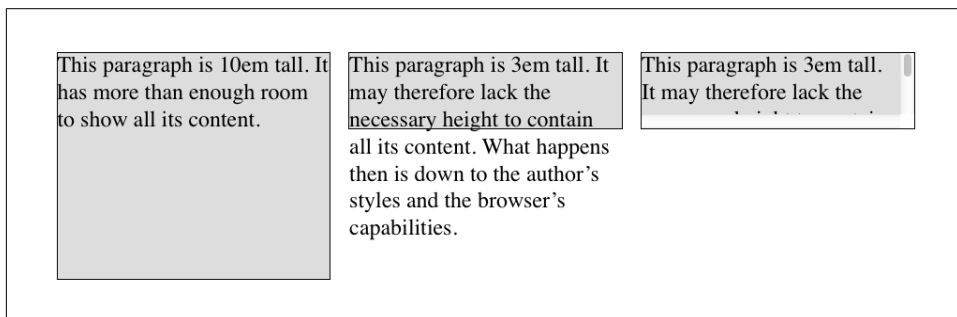 This paragraph is 10em tall. It
has more than enough room
to show all its content.
This paragraph is 3em tall. It
may therefore lack the
necessary height to contain
all its content. What happens
then is down to the author’s
styles and the browser’s
capabilities.
This paragraph is 3em tall.
It may therefore lack the